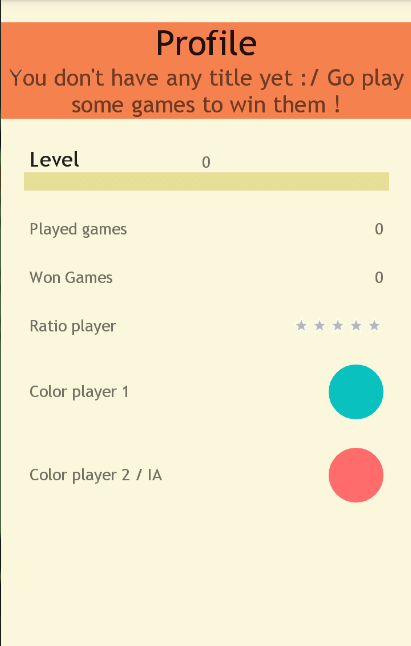 Profile
You don't have any title yet :/ Go play
some games to win them !
Level 0
Played games 0
Won Games 0
Ratio player
Color player 1
Color player 2 / IA